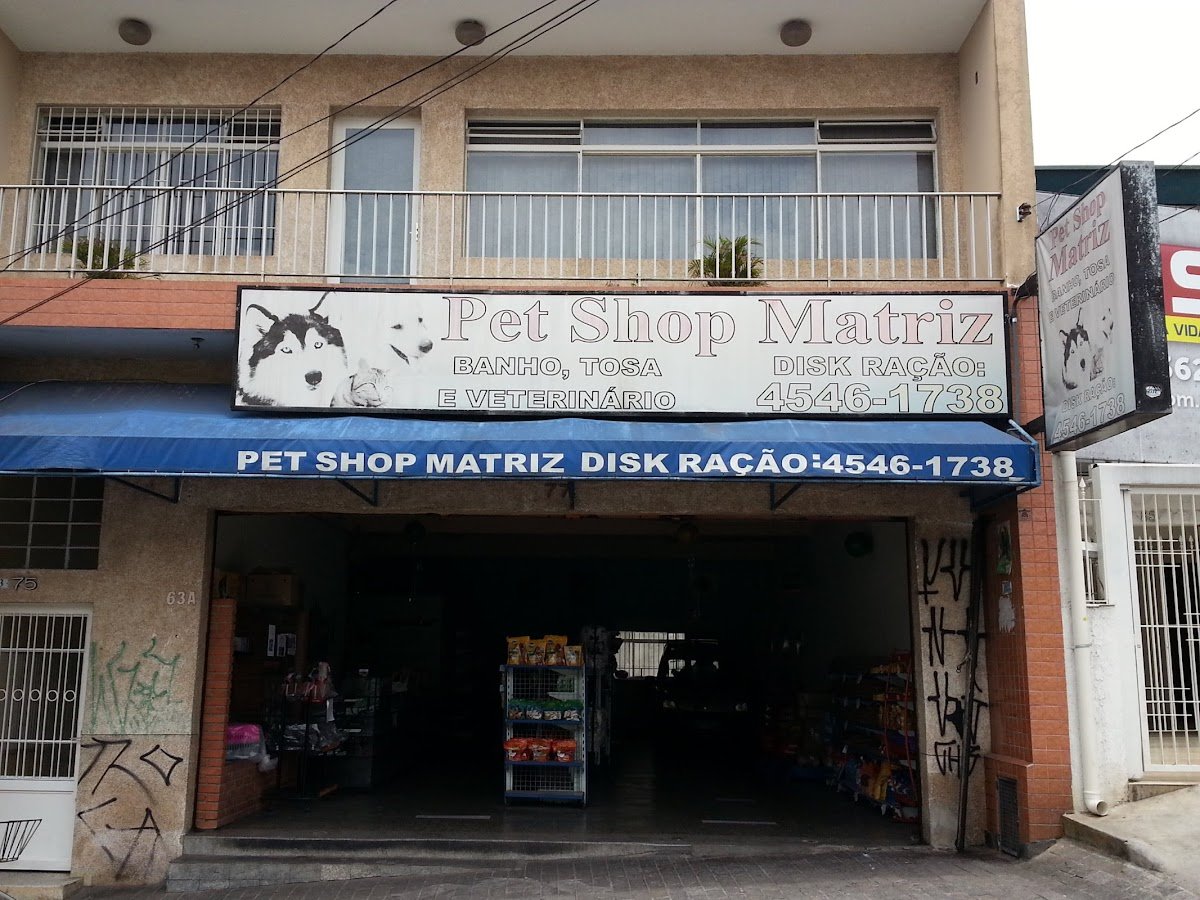 Pet Shop Matriz
BANHO, TOSA
E VETERINÁRIO
DISK RAÇÃO:
4546-1738
PET SHOP MATRIZ DISK RAÇÃO:4546-1738
Pet Shop
Matriz
BANHO, TOSA
E VETERINÁRIO
DISK RAÇÃO:
4546-1738
VIDA
75
63A